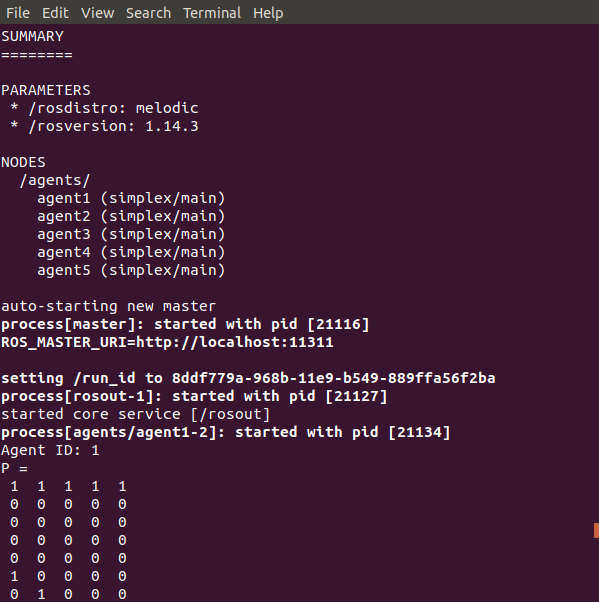 File Edit View Search Terminal Help
SUMMARY
========
PARAMETERS
 * /rosdistro: melodic
 * /rosversion: 1.14.3
NODES
  /agents/
    agent1 (simplex/main)
    agent2 (simplex/main)
    agent3 (simplex/main)
    agent4 (simplex/main)
    agent5 (simplex/main)
auto-starting new master
process[master]: started with pid [21116]
ROS_MASTER_URI=http://localhost:11311
setting /run_id to 8ddf779a-968b-11e9-b549-889ffa56f2ba
process[rosout-1]: started with pid [21127]
started core service [/rosout]
process[agents/agent1-2]: started with pid [21134]
Agent ID: 1
P =
 1  1  1  1  1
 0  0  0  0  0
 0  0  0  0  0
 0  0  0  0  0
 0  0  0  0  0
 1  0  0  0  0
 0  1  0  0  0